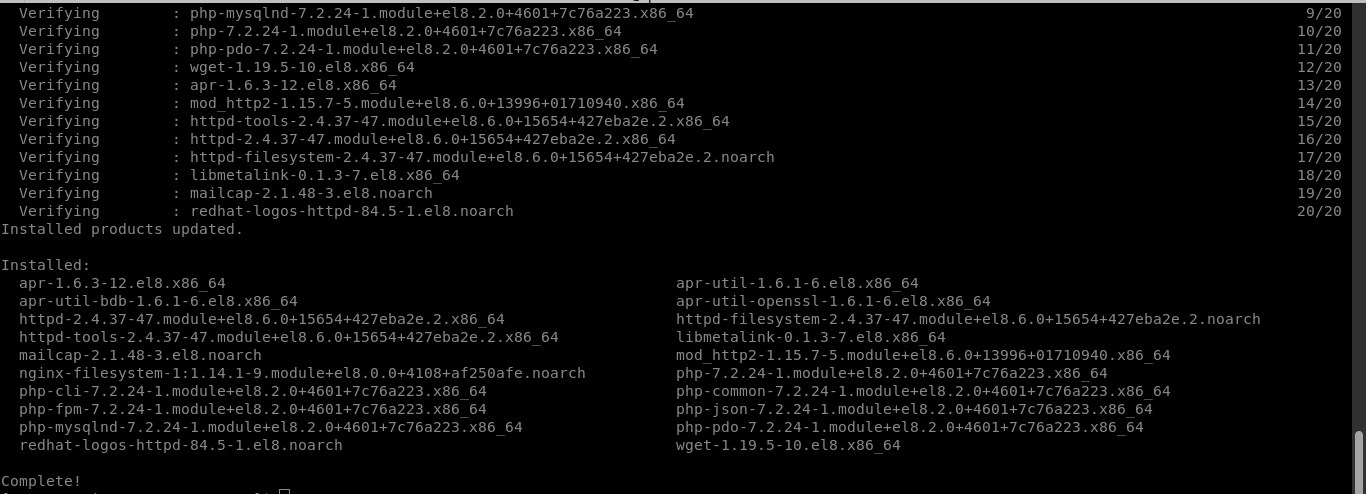 Verifying        : php-mysqlnd-7.2.24-1.module+el8.2.0+4601+7c76a223.x86_64 9/20
Verifying        : php-7.2.24-1.module+el8.2.0+4601+7c76a223.x86_64 10/20
Verifying        : php-pdo-7.2.24-1.module+el8.2.0+4601+7c76a223.x86_64 11/20
Verifying        : wget-1.19.5-10.el8.x86_64 12/20
Verifying        : apr-1.6.3-12.el8.x86_64 13/20
Verifying        : mod_http2-1.15.7-5.module+el8.6.0+13996+01710940.x86_64 14/20
Verifying        : httpd-tools-2.4.37-47.module+el8.6.0+15654+427eba2e.2.x86_64 15/20
Verifying        : httpd-2.4.37-47.module+el8.6.0+15654+427eba2e.2.x86_64 16/20
Verifying        : httpd-filesystem-2.4.37-47.module+el8.6.0+15654+427eba2e.2.noarch 17/20
Verifying        : libmetalink-0.1.3-7.el8.x86_64 18/20
Verifying        : mailcap-2.1.48-3.el8.noarch 19/20
Verifying        : redhat-logos-httpd-84.5-1.el8.noarch 20/20
Installed products updated.
Installed:
apr-1.6.3-12.el8.x86_64 apr-util-1.6.1-6.el8.x86_64
apr-util-bdb-1.6.1-6.el8.x86_64 apr-util-openssl-1.6.1-6.el8.x86_64
httpd-2.4.37-47.module+el8.6.0+15654+427eba2e.2.x86_64 httpd-filesystem-2.4.37-47.module+el8.6.0+15654+427eba2e.2.noarch
httpd-tools-2.4.37-47.module+el8.6.0+15654+427eba2e.2.x86_64 libmetalink-0.1.3-7.el8.x86_64
mailcap-2.1.48-3.el8.noarch mod_http2-1.15.7-5.module+el8.6.0+13996+01710940.x86_64
nginx-filesystem-1:1.14.1-9.module+el8.0.0+4108+af250afe.noarch php-7.2.24-1.module+el8.2.0+4601+7c76a223.x86_64
php-cli-7.2.24-1.module+el8.2.0+4601+7c76a223.x86_64 php-common-7.2.24-1.module+el8.2.0+4601+7c76a223.x86_64
php-fpm-7.2.24-1.module+el8.2.0+4601+7c76a223.x86_64 php-json-7.2.24-1.module+el8.2.0+4601+7c76a223.x86_64
php-mysqlnd-7.2.24-1.module+el8.2.0+4601+7c76a223.x86_64 php-pdo-7.2.24-1.module+el8.2.0+4601+7c76a223.x86_64
redhat-logos-httpd-84.5-1.el8.noarch wget-1.19.5-10.el8.x86_64
Complete!